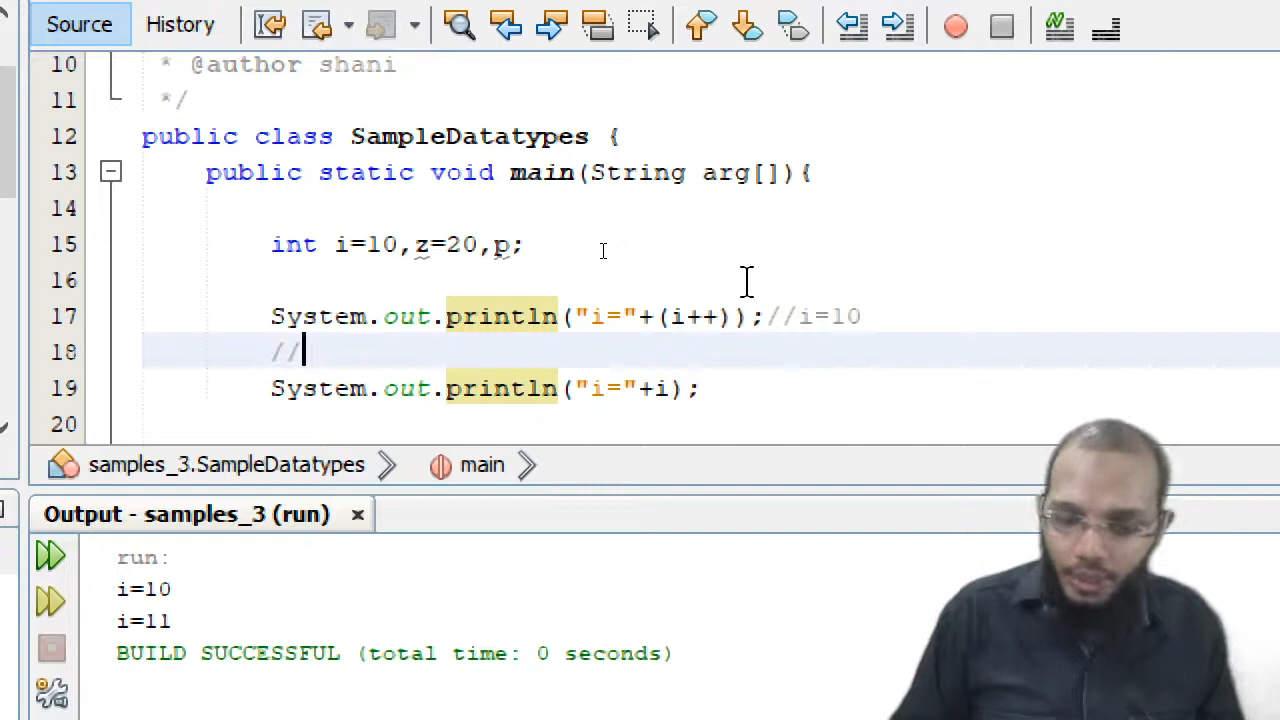 Source History
10 * @author shani
11 */
12 public class SampleDatatypes {
13 public static void main(String arg[]){
14
15 int i=10,z=20,p;
16
17 System.out.println("i="+(i++));//i=10
18 //
19 System.out.println("i="+i);
20
samples_3.SampleDatatypes main
Output - samples_3 (run) ×
run:
i=10
i=11
BUILD SUCCESSFUL (total time: 0 seconds)